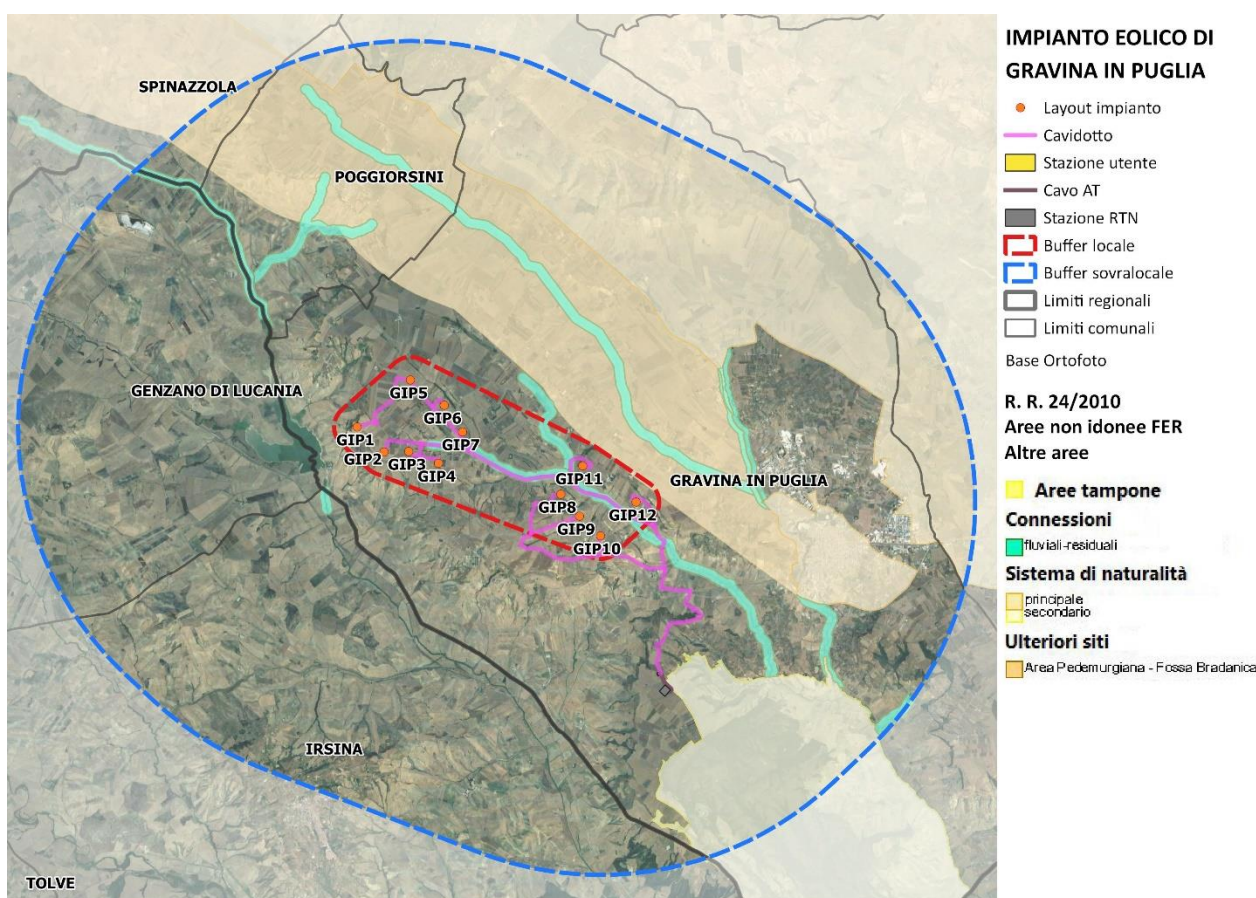 SPINAZZOLA
POGGIORSINI
GENZANO DI LUCANIA
GIP5
GIP6
GIP1
GIP7
GIP2
GIP3
GIP4
GIP11
GRAVINA IN PUGLIA
GIP8
GIP12
GIP9
GIP10
IRSINA
TOLVE
IMPIANTO EOLICO DI
GRAVINA IN PUGLIA
Layout impianto
Cavidotto
Stazione utente
Cavo AT
Stazione RTN
Buffer locale
Buffer sovralocale
Limiti regionali
Limiti comunali
Base Ortofoto
R. R. 24/2010
Aree non idonee FER
Altre aree
Aree tampone
Connessioni
fluviali-residuali
Sistema di naturalità
principale
secondario
Ulteriori siti
Area Pedemurgiana - Fossa Bradanica